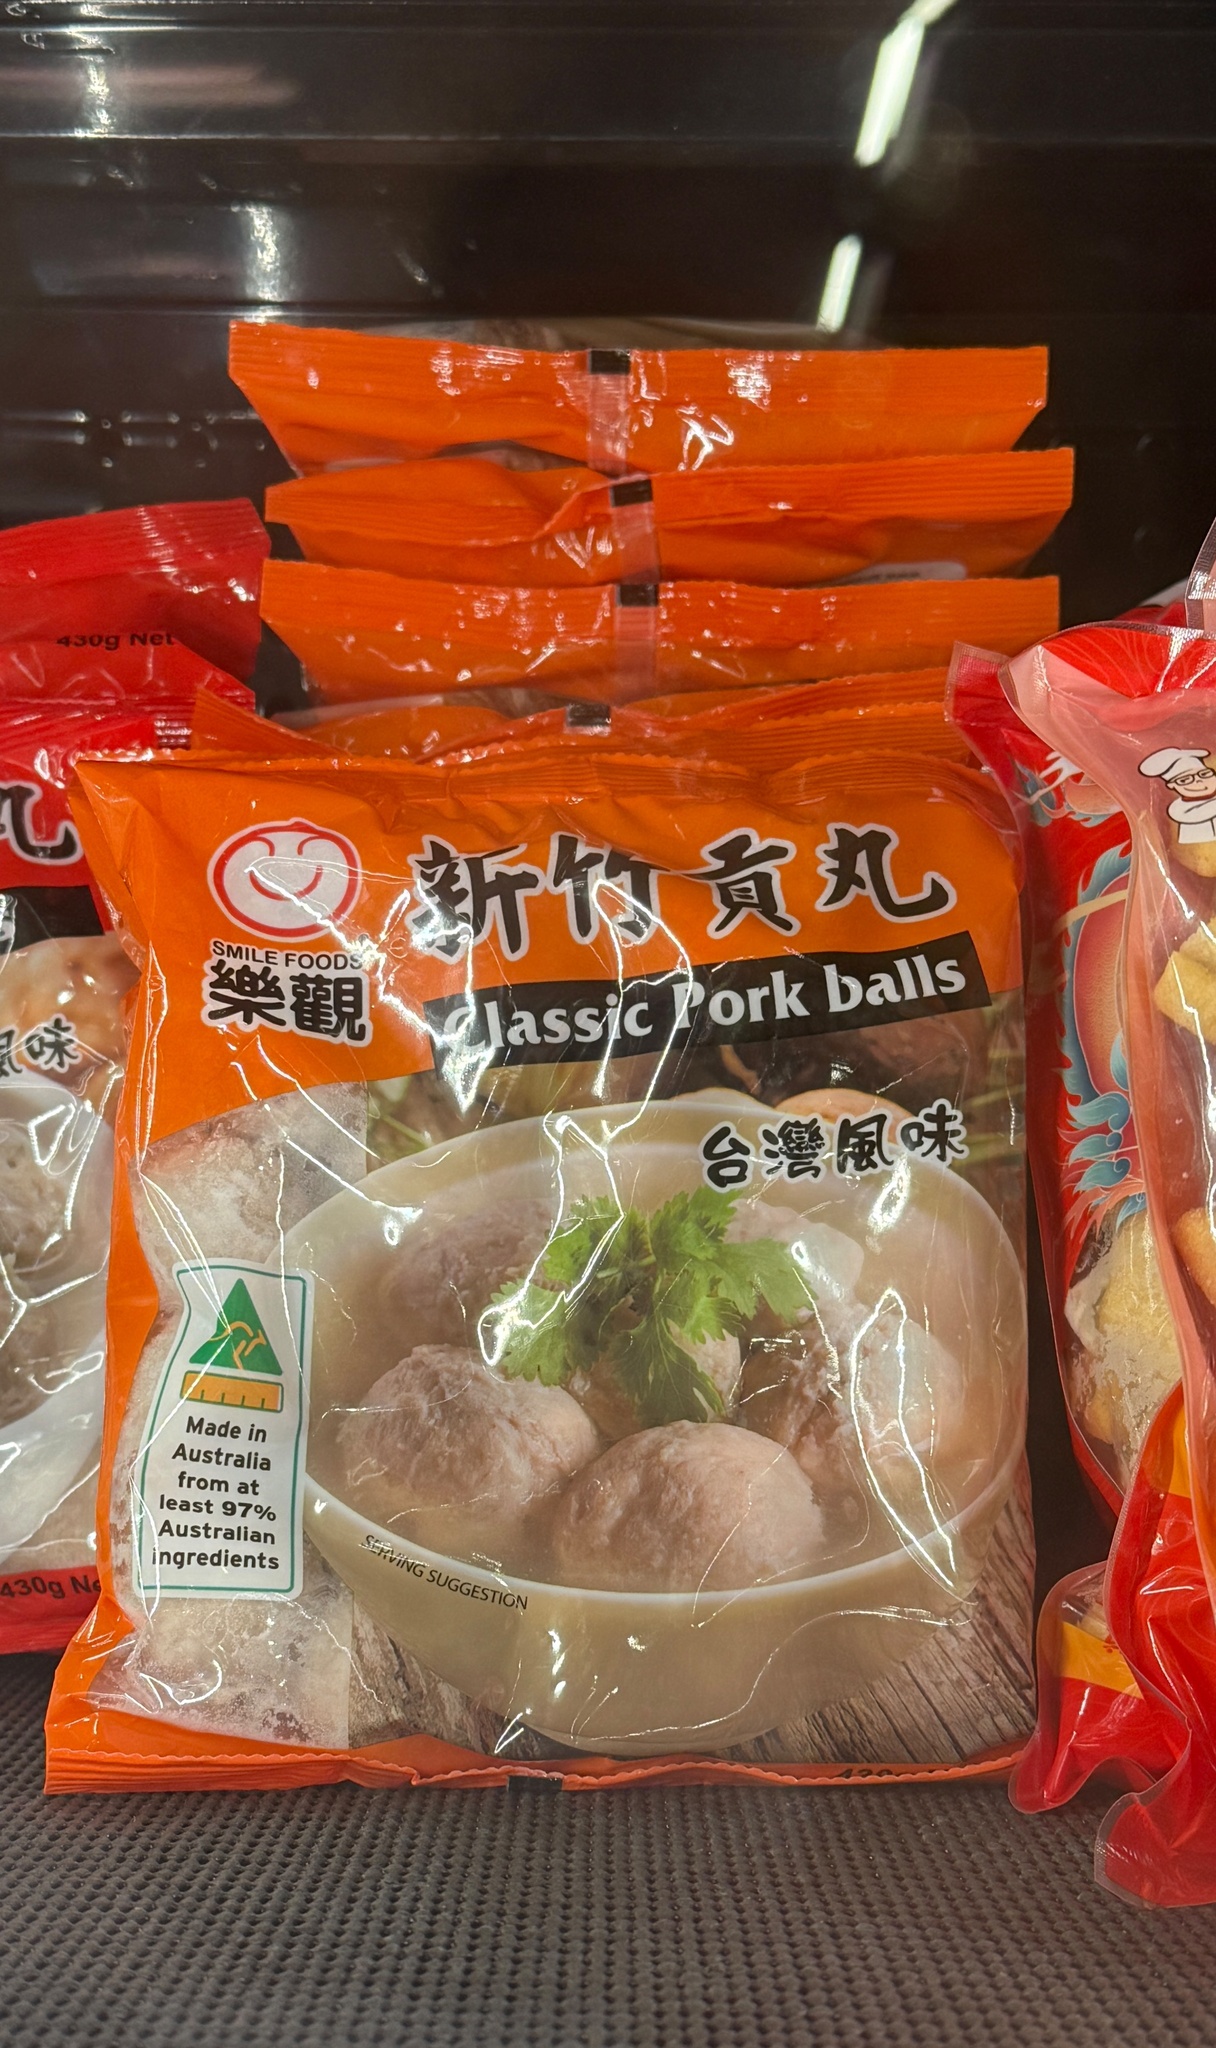 430g Net
丸
風味
430g Ne
SMILE FOODS
樂觀
新竹貢丸
Classic Pork balls
台灣風味
Made in
Australia
from at
least 97%
Australian
ingredients
SERVING SUGGESTION